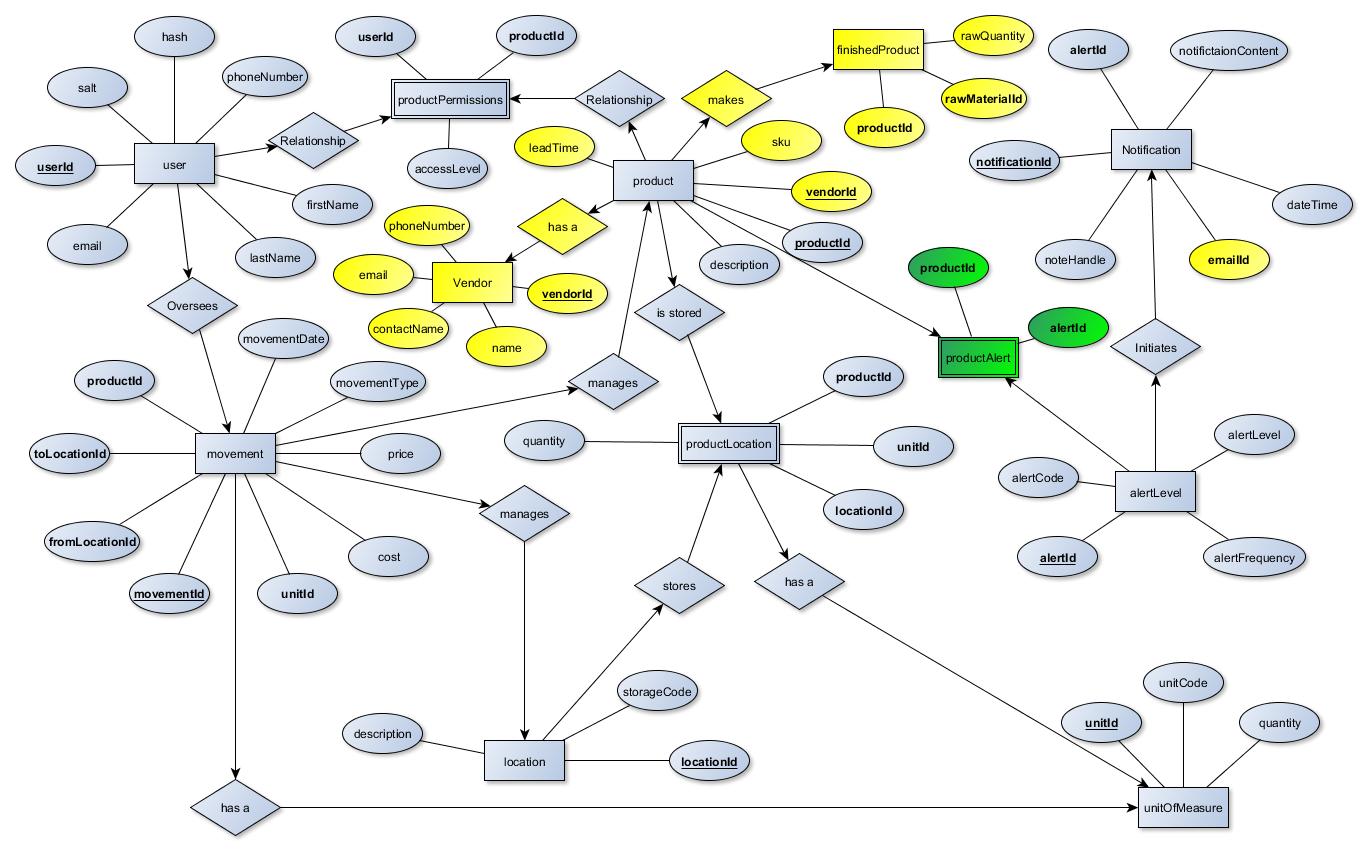 hash
userId
productId
finishedProduct
rawQuantity
alertId
notifictaionContent
salt
phoneNumber
productPermissions
Relationship
makes
rawMaterialId
productId
Relationship
leadTime
sku
userId
user
accessLevel
product
vendorId
notificationId
Notification
firstName
phoneNumber
has a
productId
dateTime
email
lastName
description
noteHandle
emailId
email
Vendor
vendorId
productId
Oversees
contactName
name
is stored
alertId
movementDate
productAlert
Initiates
productId
movementType
manages
productId
toLocationId
movement
price
quantity
productLocation
unitId
alertLevel
alertCode
alertLevel
fromLocationId
manages
locationId
cost
alertId
alertFrequency
movementId
unitId
stores
has a
storageCode
unitCode
description
location
locationId
unitId
quantity
has a
unitOfMeasure